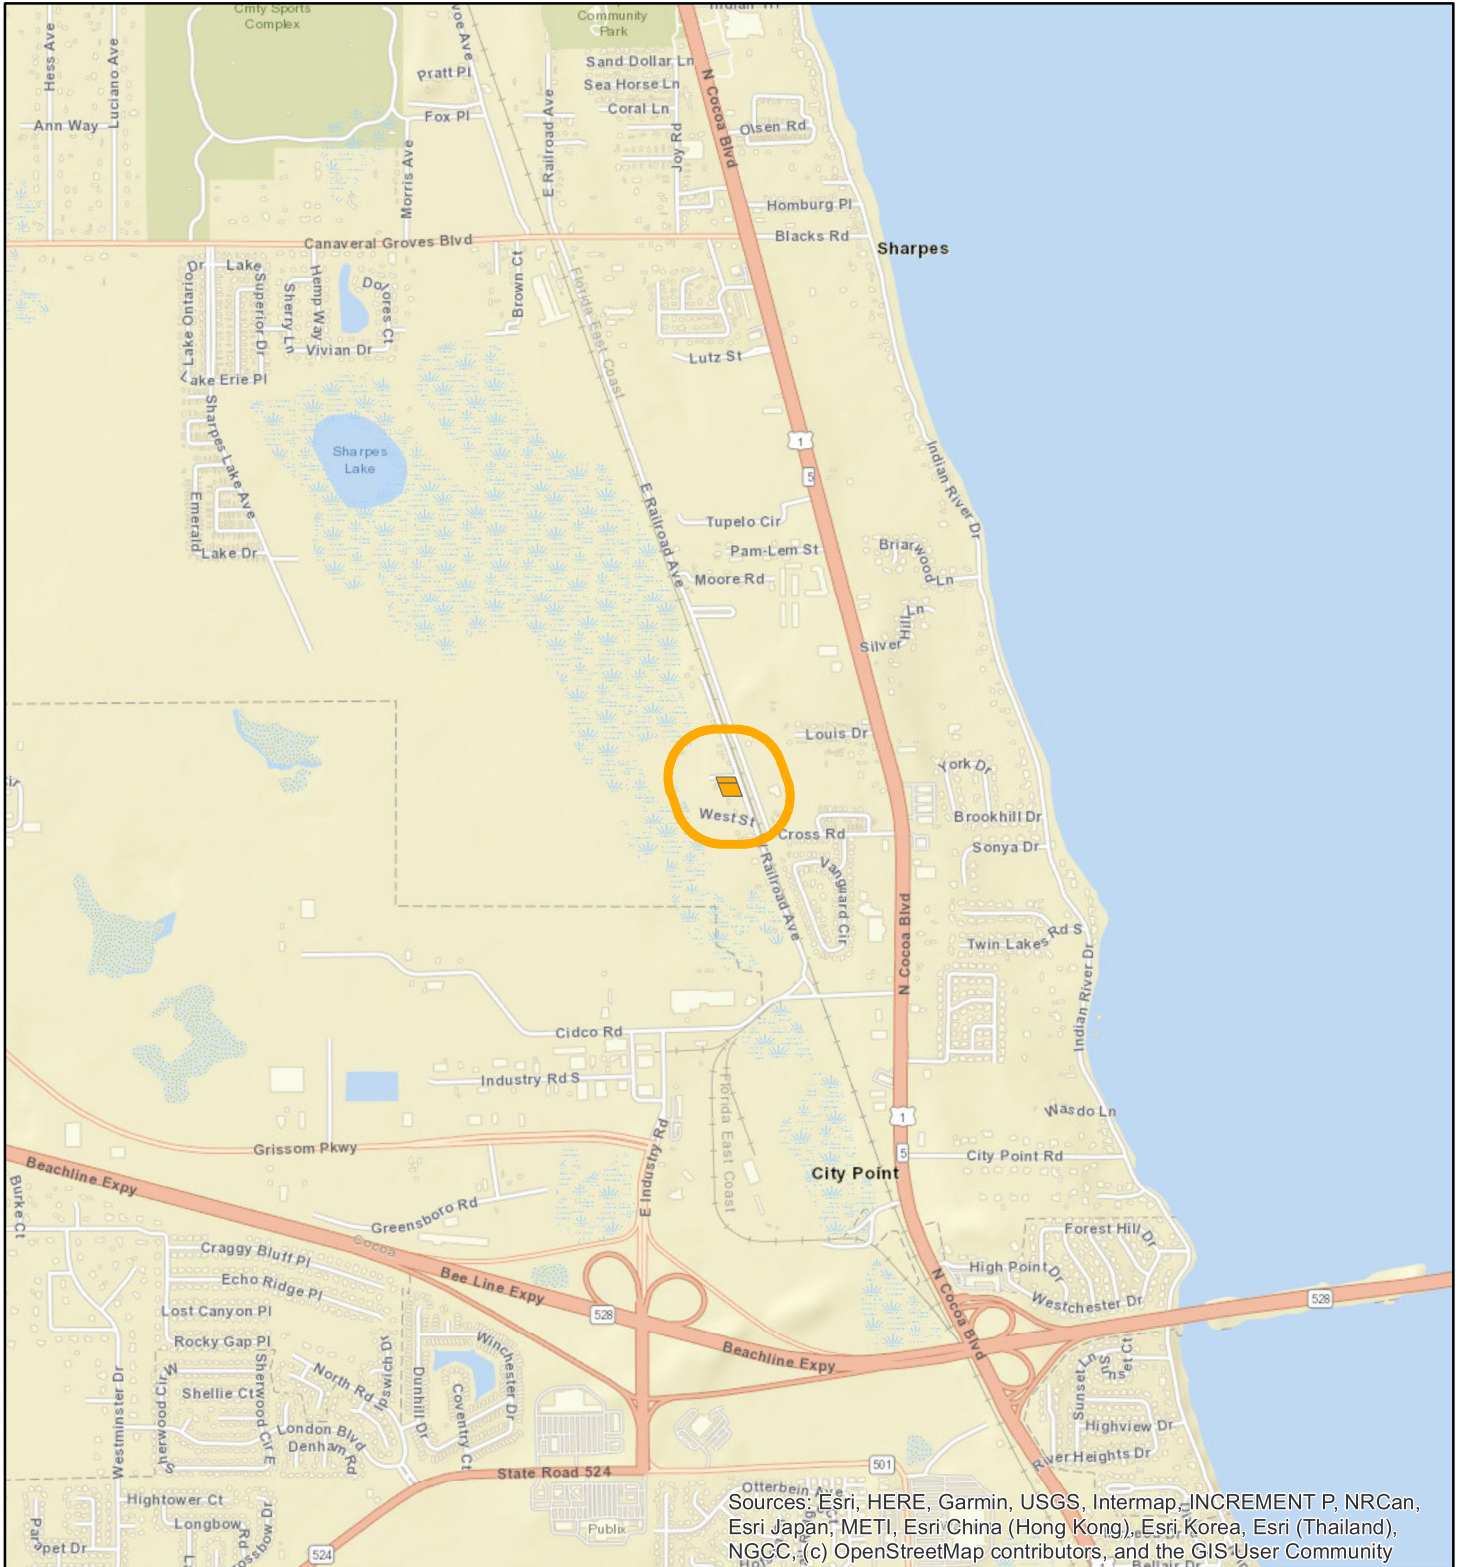 Cmty Sports
Complex
Community
Park
Hess Ave
Luciano Ave
Ann Way
Pratt Pl
Fox Pl
Morris Ave
E Railroad Ave
Sand Dollar Ln
Sea Horse Ln
Coral Ln
Joy Rd
N Cocoa Blvd
Olsen Rd
Homburg Pl
Blacks Rd
Sharpes
Canaveral Groves Blvd
Brown Ct
Florida East Coast
Dr
Lake
Lake Ontario
Superior Dr
Sherry Ln
Hemp Way
Dolores Ct
Vivian Dr
Lake Erie Pl
Sharpes Lake Ave
Sharpes
Lake
Emerald
Lake Dr
Lutz St
1
5
Indian River Dr
E Railroad Ave
Tupelo Cir
Pam-Lem St
Moore Rd
Briarwood Ln
Silver Hill Ln
Louis Dr
York Dr
West St
Cross Rd
Brookhill Dr
Sonya Dr
Railroad Ave
Vanguard Cir
N Cocoa Blvd
Twin Lakes Rd S
Indian River Dr
Cidco Rd
Industry Rd S
Florida East Coast
Wasdo Ln
1
5
City Point Rd
City Point
Grissom Pkwy
E Industry Rd
Beachline Expy
Burke Ct
Greensboro Rd
Cocoa
Craggy Bluff Pl
Echo Ridge Pl
Lost Canyon Pl
Rocky Gap Pl
Bee Line Expy
528
Forest Hill Dr
High Point Dr
Westchester Dr
528
N Cocoa Blvd
Beachline Expy
Westminster Dr
Shellie Ct
Sherwood Cir E
North Rd
Ipswich Dr
London Blvd
Denham Rd
Dunhill Dr
Coventry Ct
Winchester Dr
Sunset Ln
Sunset Ct
Highview Dr
River Heights Dr
State Road 524
501
Hightower Ct
Longbow
Parapet Dr
524
Publix
Otterbein Ave
Sources: Esri, HERE, Garmin, USGS, Intermap, INCREMENT P, NRCan,
Esri Japan, METI, Esri China (Hong Kong), Esri Korea, Esri (Thailand),
NGCC, (c) OpenStreetMap contributors, and the GIS User Community